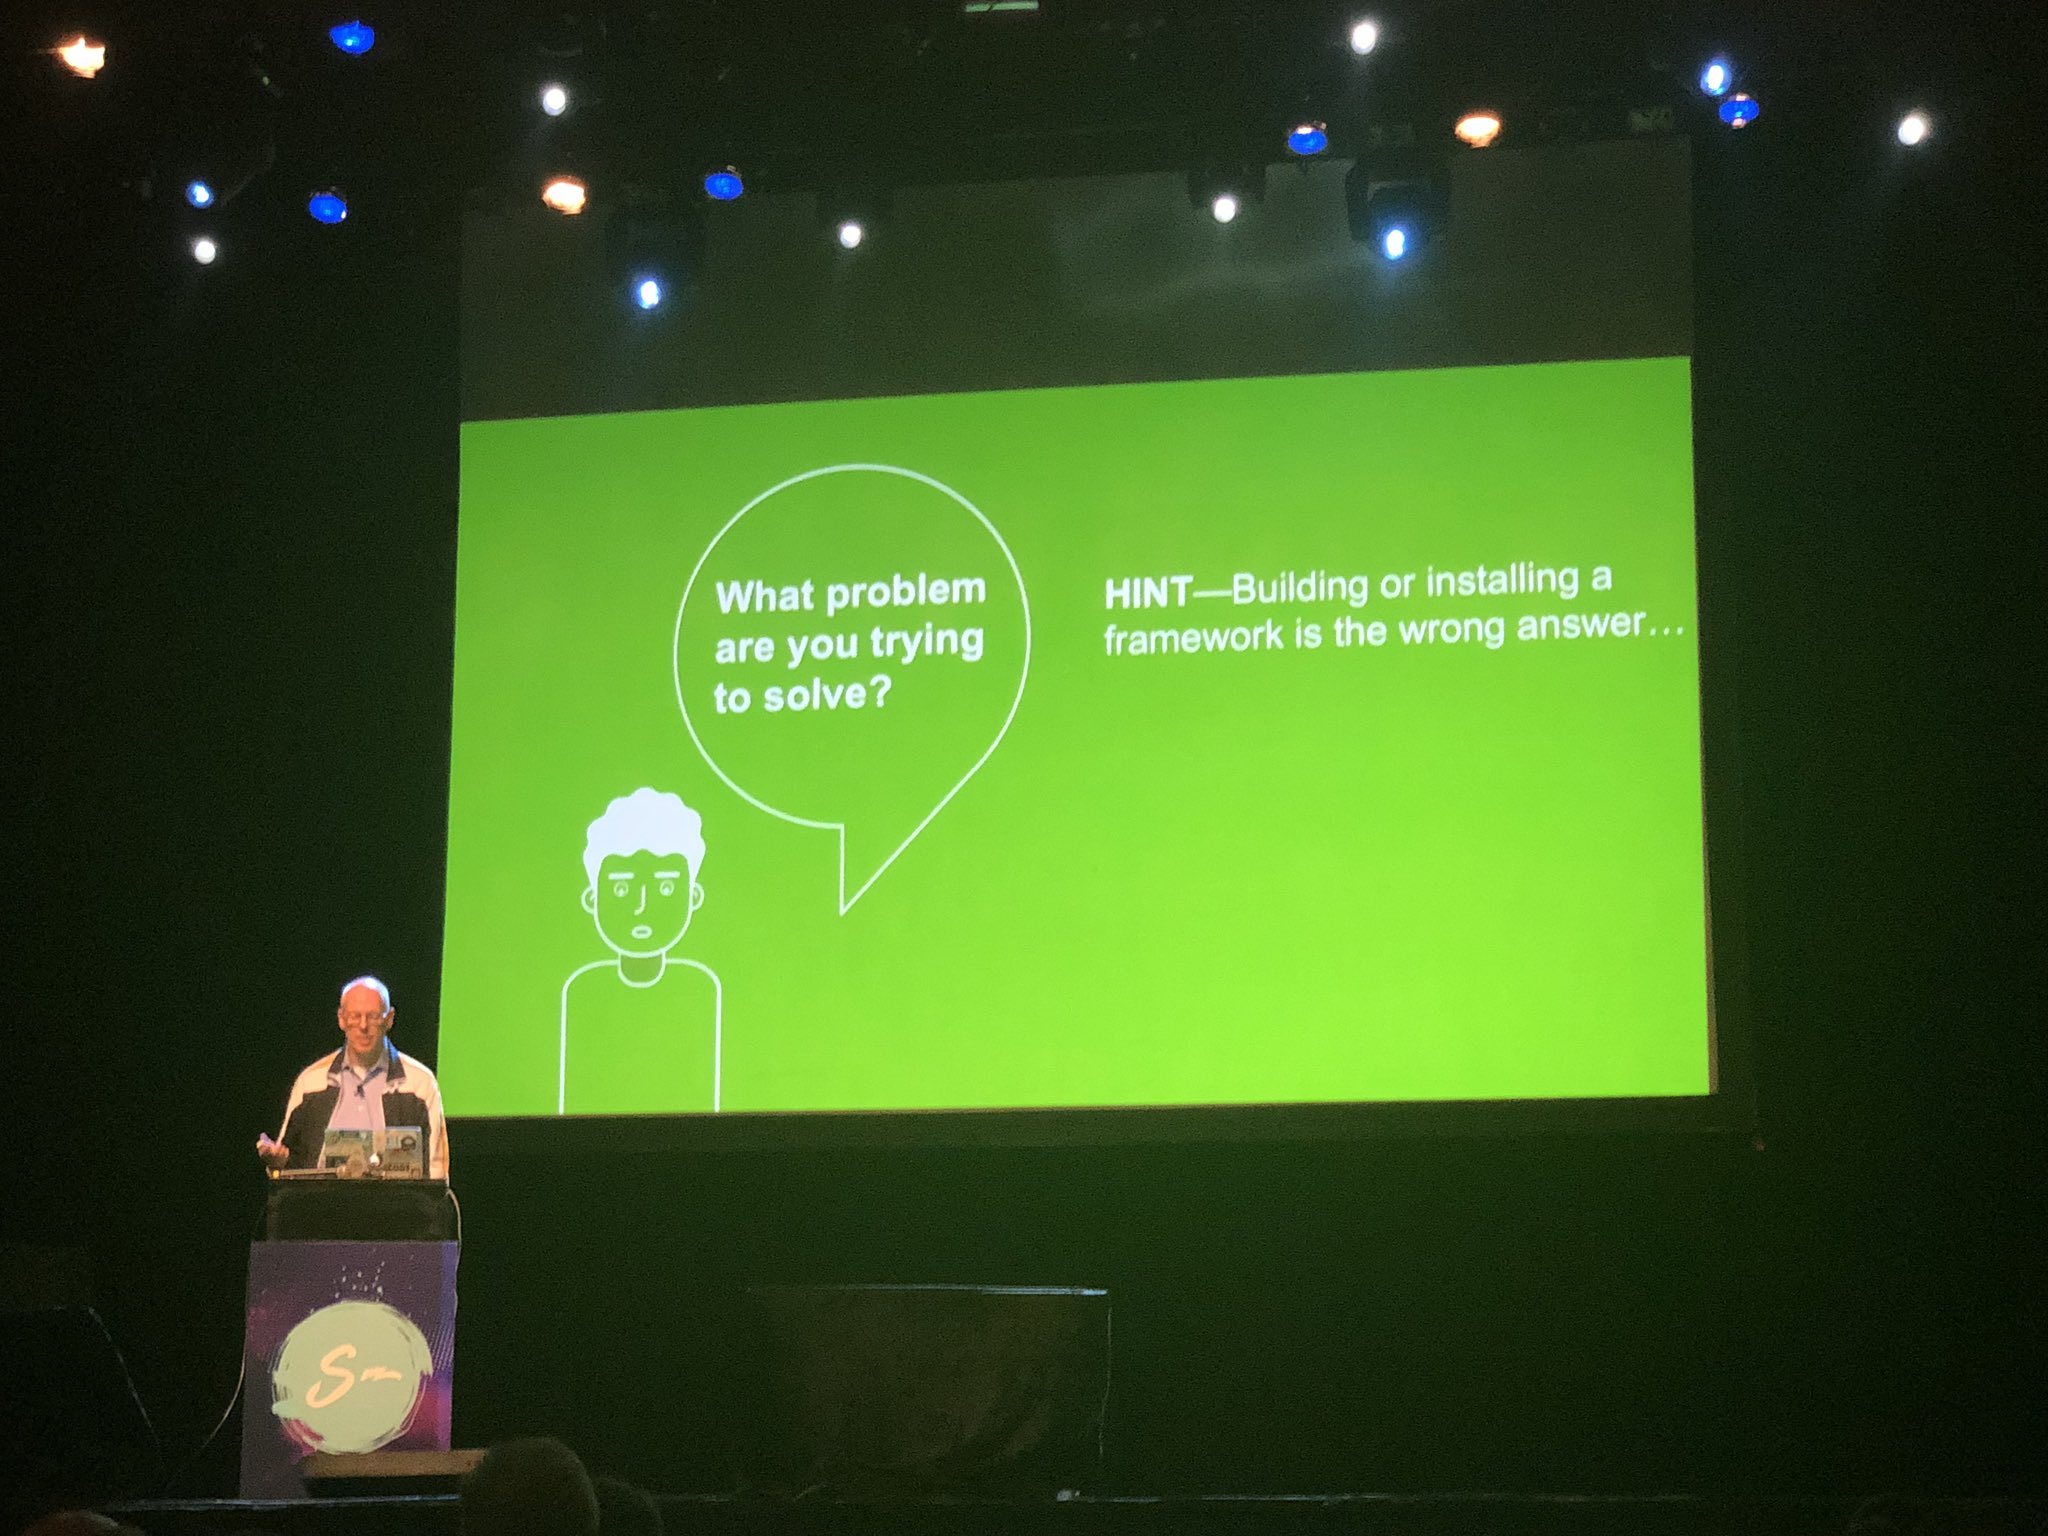 What problem
are you trying
to solve?
HINT—Building or installing a
framework is the wrong answer…